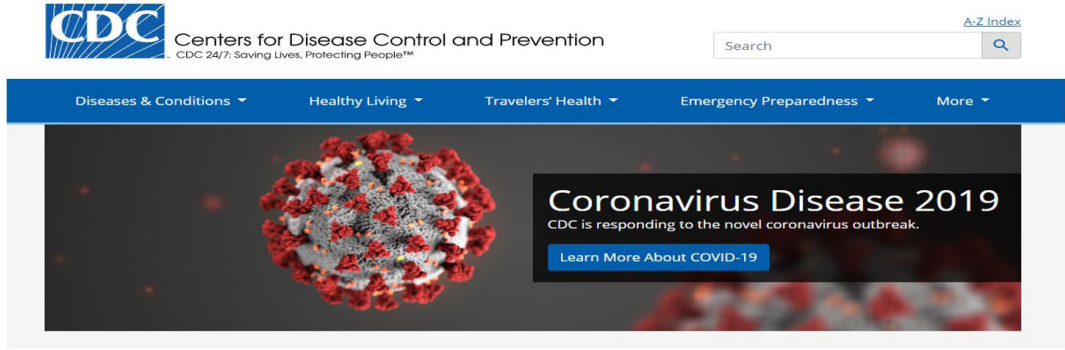 CDC
Centers for Disease Control and Prevention
CDC 24/7: Saving Lives, Protecting People™
A-Z Index
Search
Diseases & Conditions
Healthy Living
Travelers' Health
Emergency Preparedness
More
Coronavirus Disease 2019
CDC is responding to the novel coronavirus outbreak.
Learn More About COVID-19